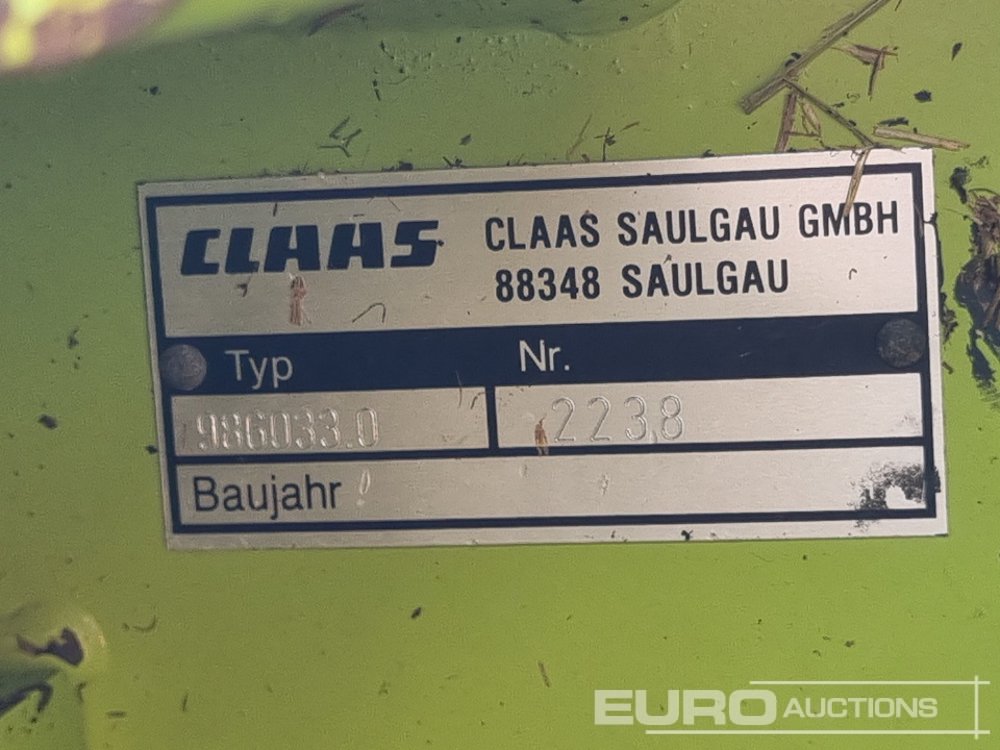 CLAAS
CLAAS SAULGAU GMBH
88348 SAULGAU
Typ
Nr.
986033.0
2238
Baujahr
EURO AUCTIONS